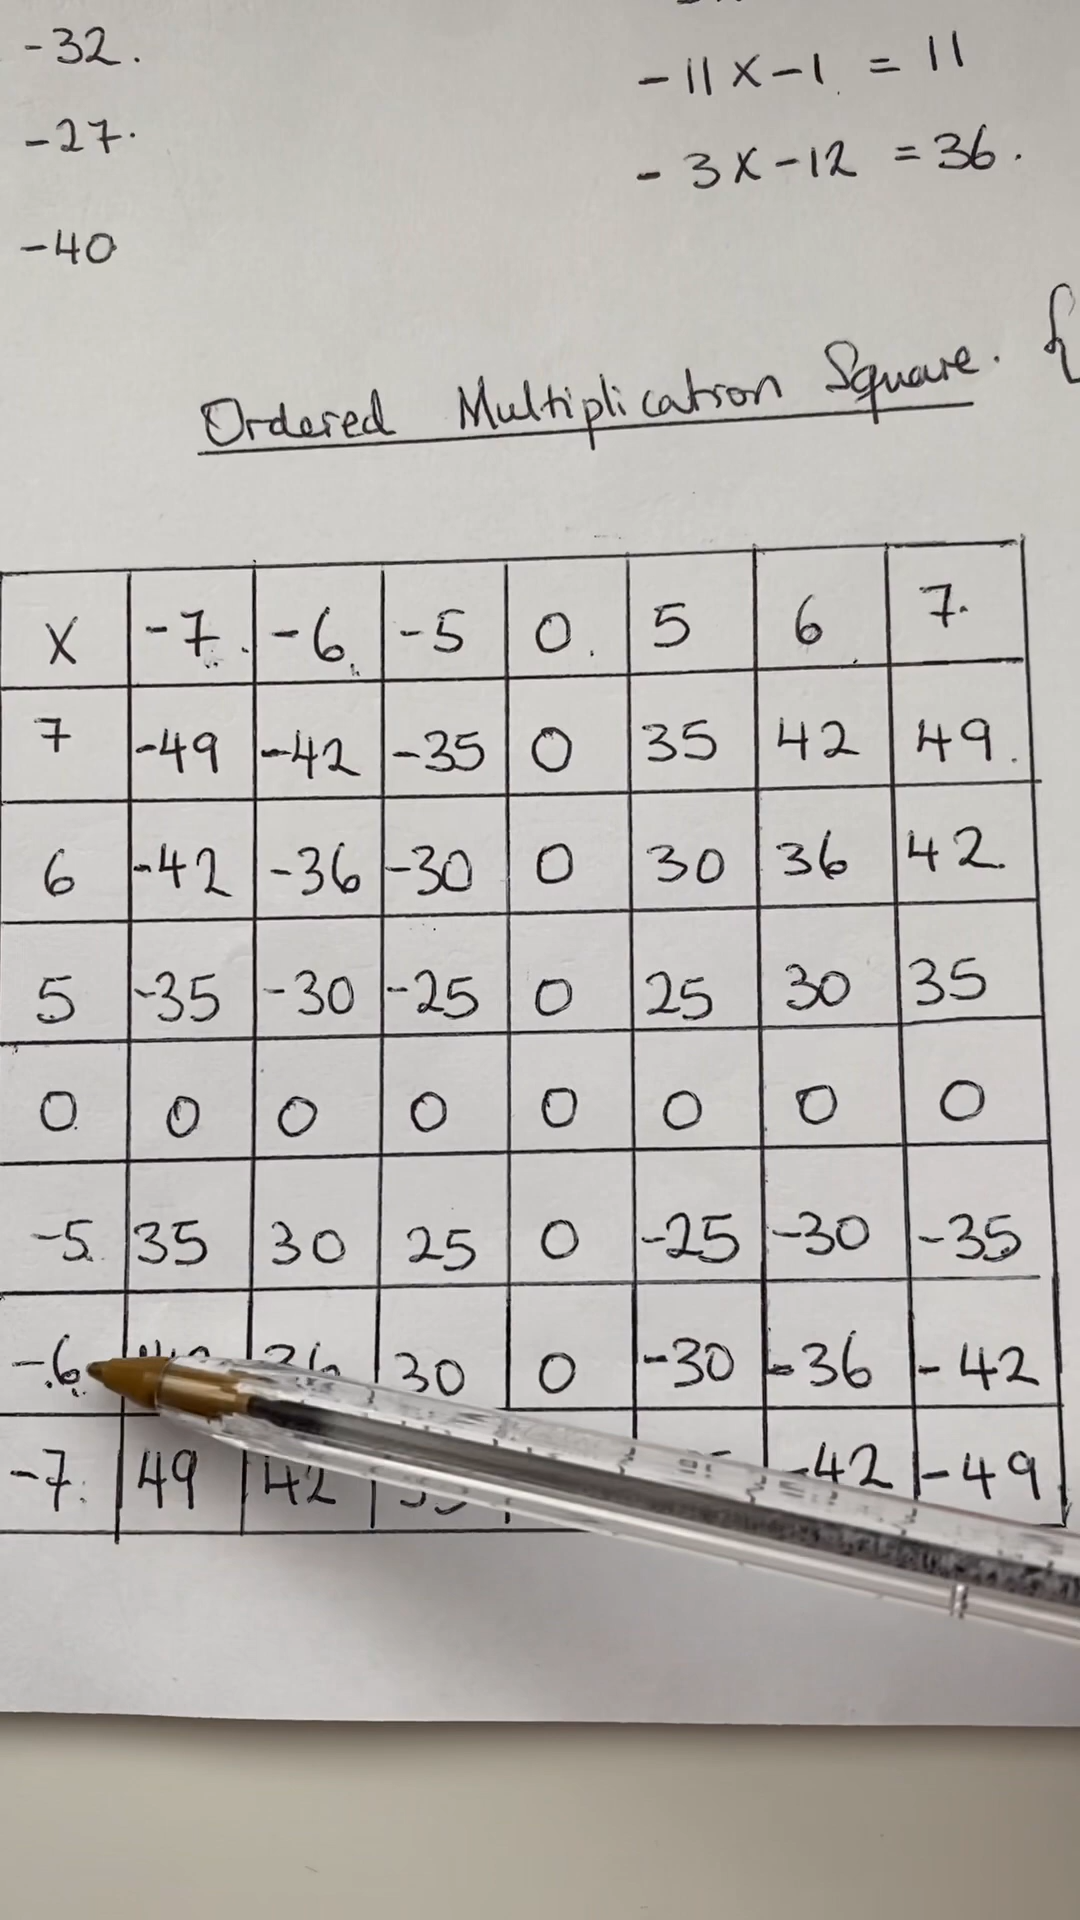 -32.
-11 x -1 = 11
-27.
-3 x -12 = 36.
-40
Ordered Multiplication Square. {
X -7. -6. -5 0. 5 6 7.
7 -49 -42 -35 0 35 42 49.
6 -42 -36 -30 0 30 36 42.
5 -35 -30 -25 0 25 30 35
0 0 0 0 0 0 0 0
-5 35 30 25 0 -25 -30 -35
-6 30 0 -30 -36 -42
-7. 49 42 -42 -49